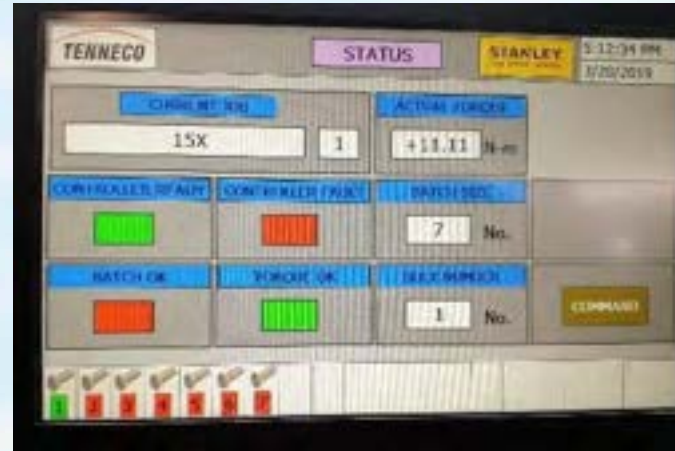 TENNECO
STATUS
STANLEY
5:12:34 PM
3/20/2019
CURRENT JOB
ACTUAL TORQUE
15X
1
+11.11 N-m
CONTROLLER READY
CONTROLLER FAULT
BATCH SIZE
7 No.
BATCH OK
TORQUE OK
1 No.
COMMAND
1 2 3 4 5 6 7